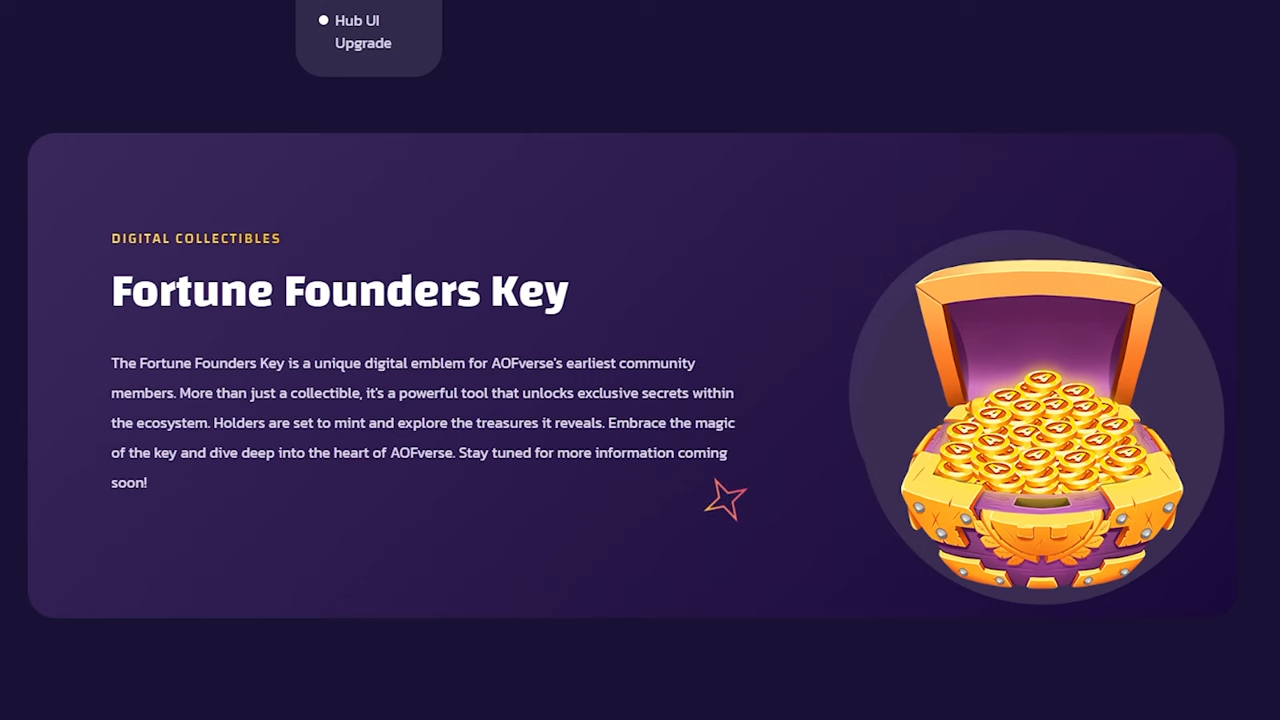 Hub UI
Upgrade
DIGITAL COLLECTIBLES
Fortune Founders Key
The Fortune Founders Key is a unique digital emblem for AOFverse's earliest community
members. More than just a collectible, it's a powerful tool that unlocks exclusive secrets within
the ecosystem. Holders are set to mint and explore the treasures it reveals. Embrace the magic
of the key and dive deep into the heart of AOFverse. Stay tuned for more information coming
soon!